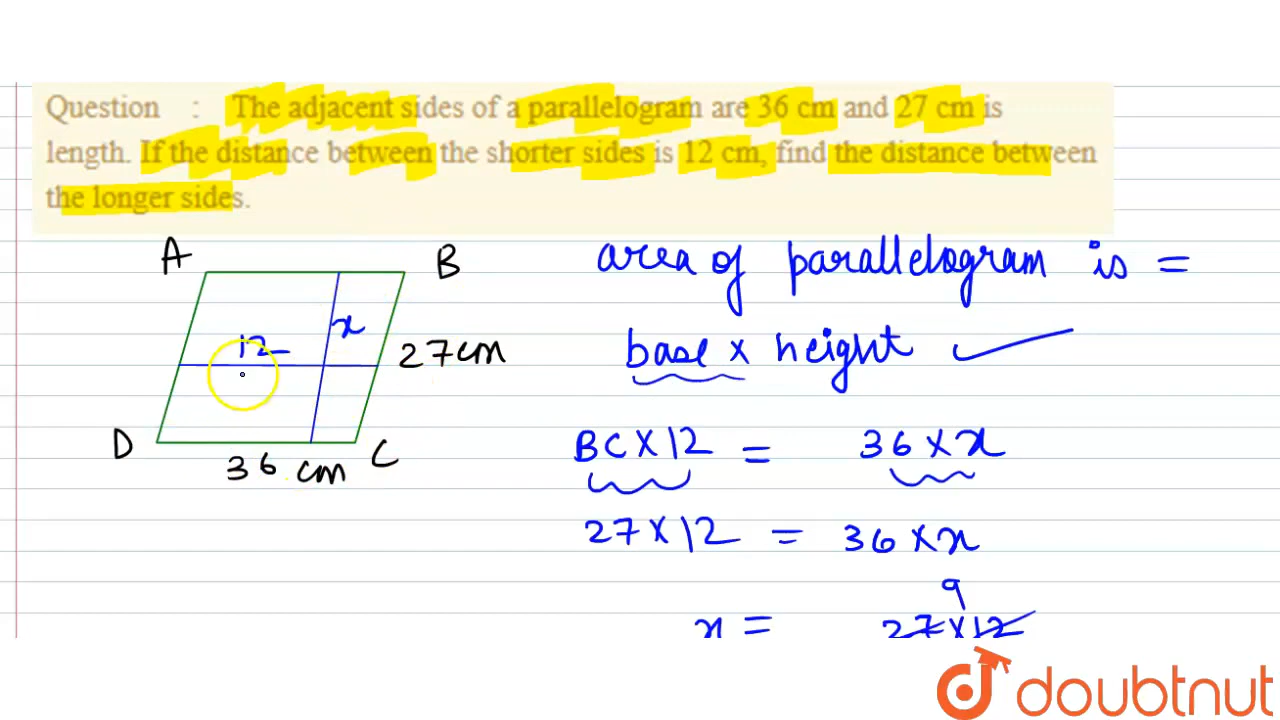 Question : The adjacent sides of a parallelogram are 36 cm and 27 cm is
length. If the distance between the shorter sides is 12 cm, find the distance between
the longer sides.
A
B
area of parallelogram is =
x
12
27cm
base × height
D
C
36 cm
BC×12 = 36×x
27×12 = 36×x
9
x = 27×12
doubtnut